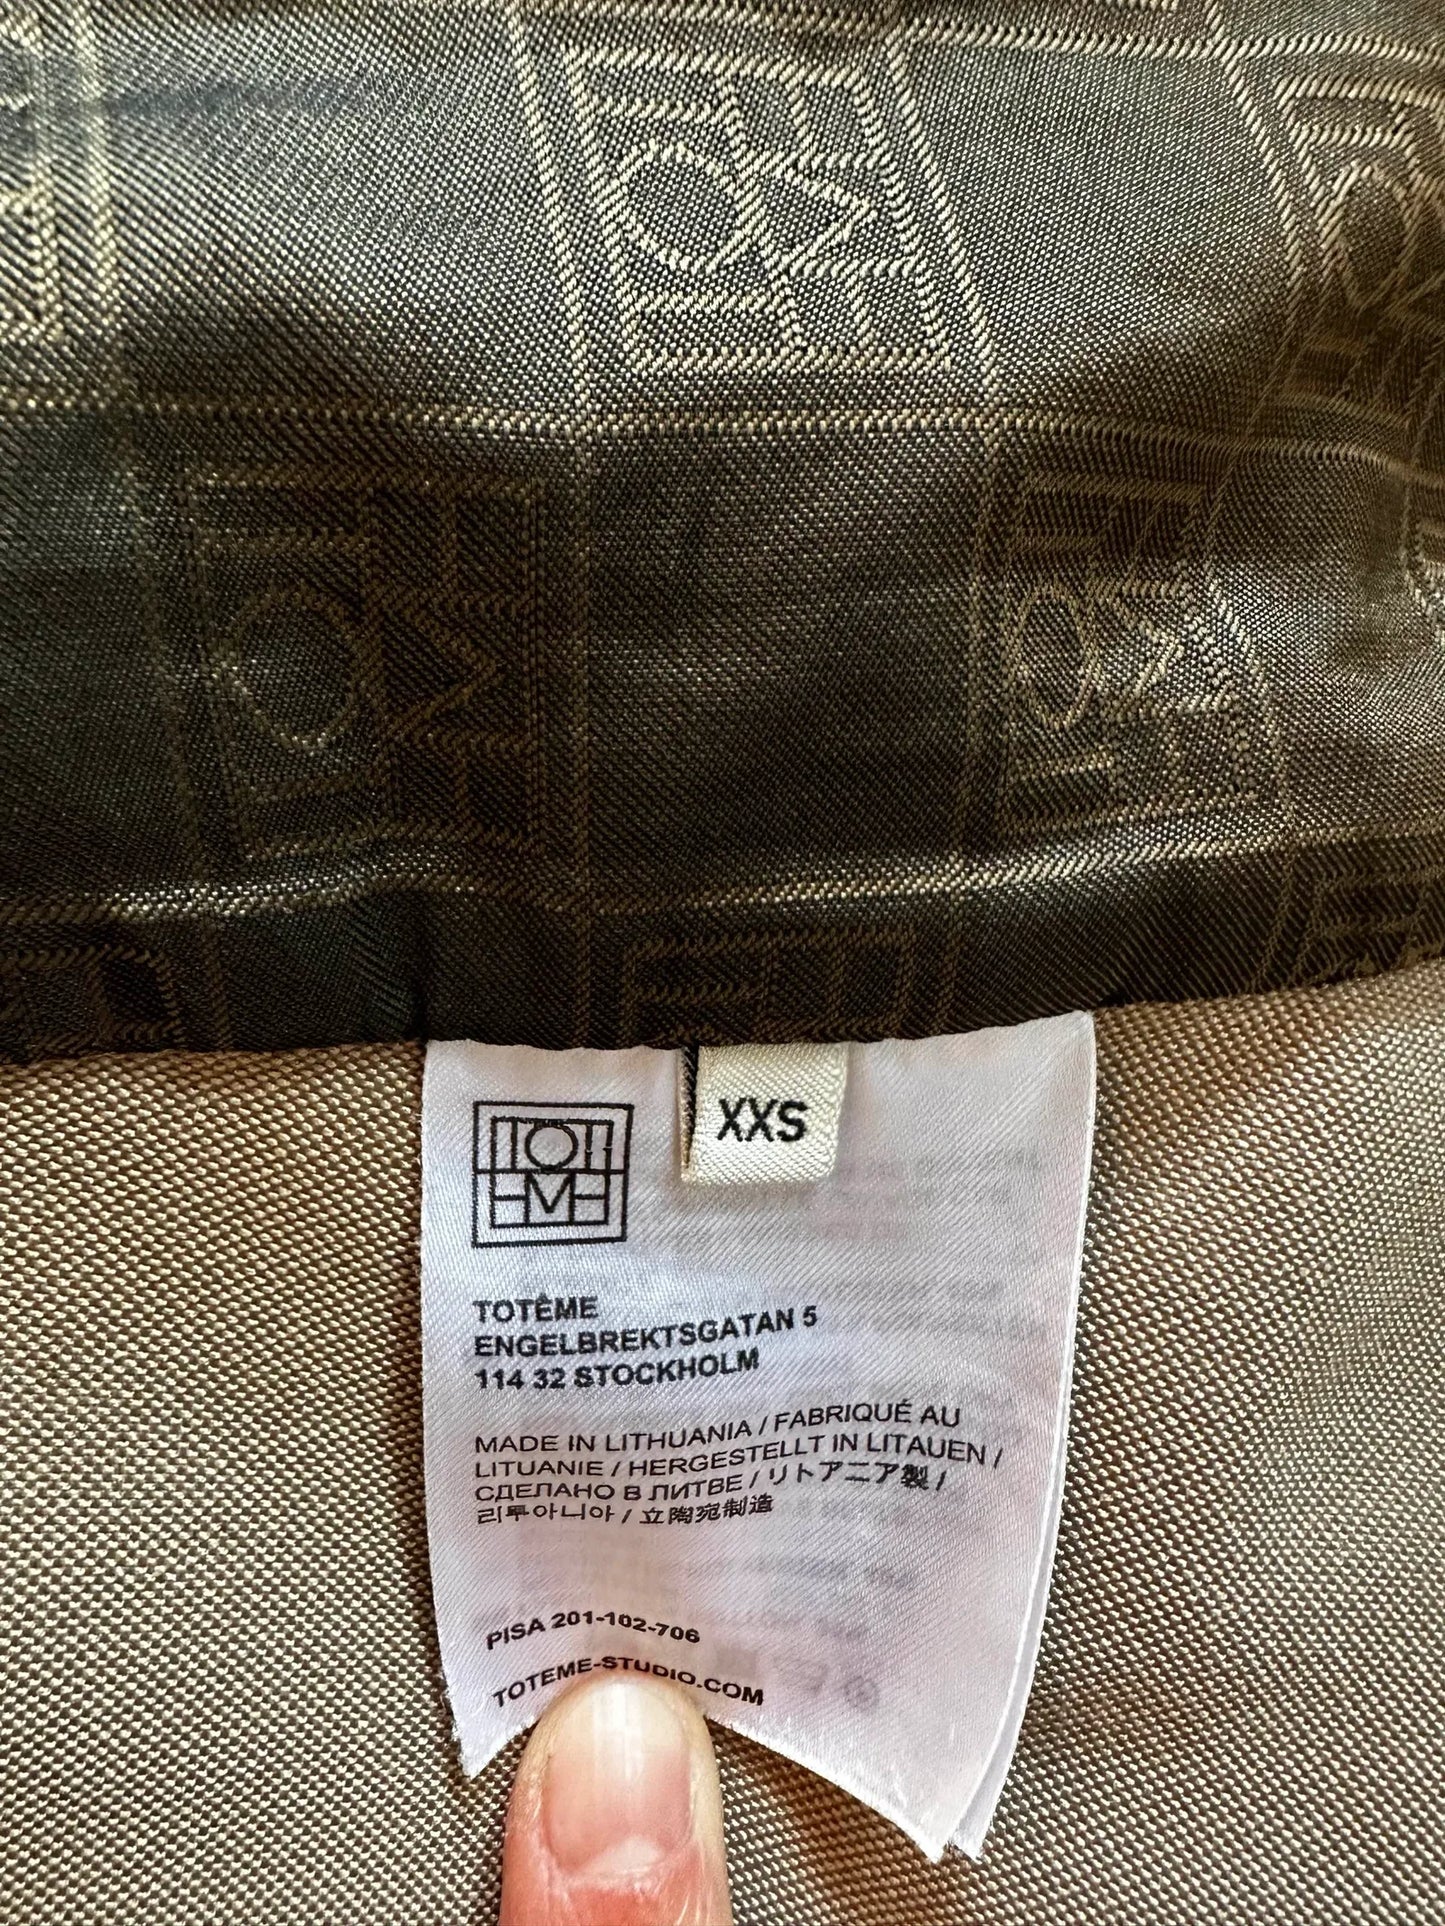 XXS
TOTÊME
TOTÊME
ENGELBREKTSGATAN 5
114 32 STOCKHOLM
MADE IN LITHUANIA / FABRIQUÉ AU
LITUANIE / HERGESTELLT IN LITAUEN /
СДЕЛАНО В ЛИТВЕ / リトアニア製 /
리투아니아 / 立陶宛制造
PISA 201-102-706
TOTEME-STUDIO.COM